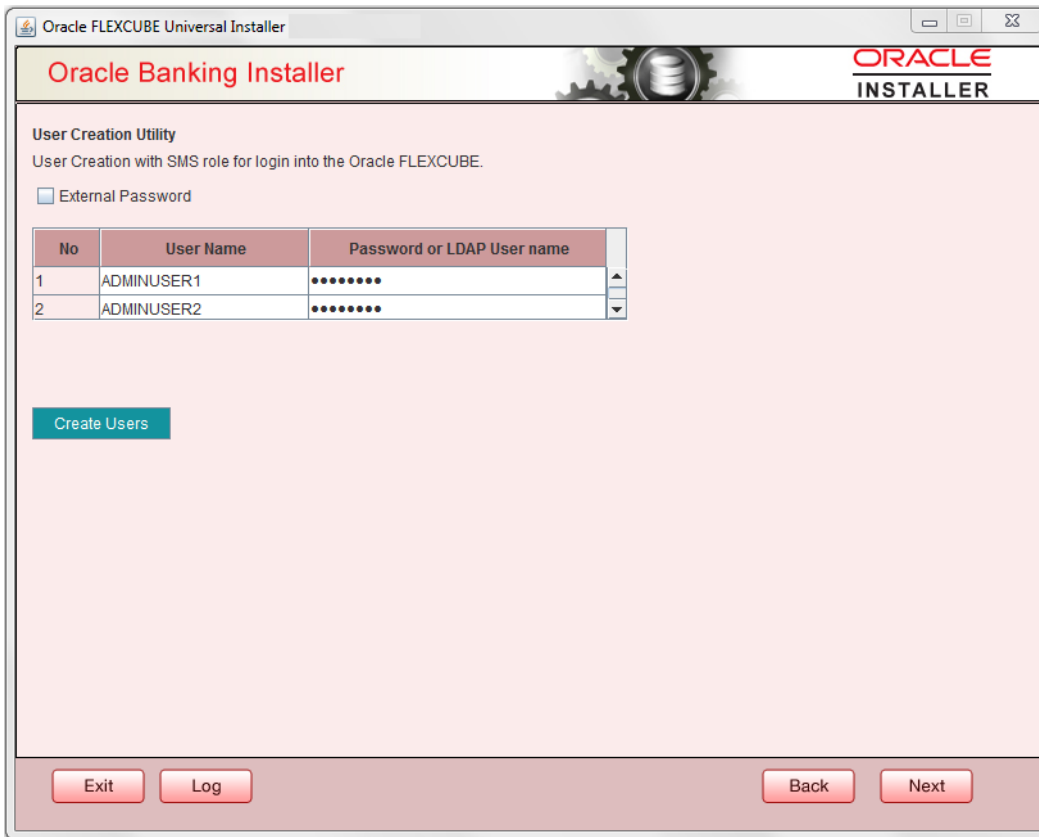 Oracle FLEXCUBE Universal Installer
Oracle Banking Installer
ORACLE
INSTALLER
User Creation Utility
User Creation with SMS role for login into the Oracle FLEXCUBE.
External Password
No User Name Password or LDAP User name
1 ADMINUSER1 ••••••••
2 ADMINUSER2 ••••••••
Create Users
Exit Log Back Next